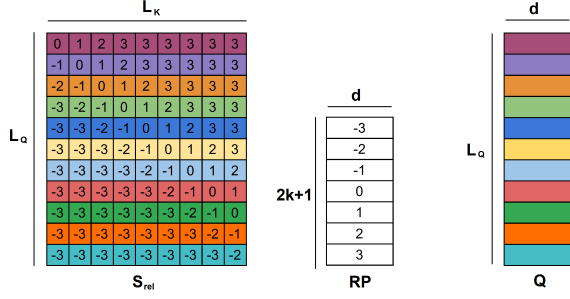 L_K
L_Q
0 1 2 3 3 3 3 3 3
-1 0 1 2 3 3 3 3 3
-2 -1 0 1 2 3 3 3 3
-3 -2 -1 0 1 2 3 3 3
-3 -3 -2 -1 0 1 2 3 3
-3 -3 -3 -2 -1 0 1 2 3
-3 -3 -3 -3 -2 -1 0 1 2
-3 -3 -3 -3 -3 -2 -1 0 1
-3 -3 -3 -3 -3 -3 -2 -1 0
-3 -3 -3 -3 -3 -3 -3 -2 -1
-3 -3 -3 -3 -3 -3 -3 -3 -2
S_rel
d
2k+1
-3
-2
-1
0
1
2
3
RP
d
L_Q
Q